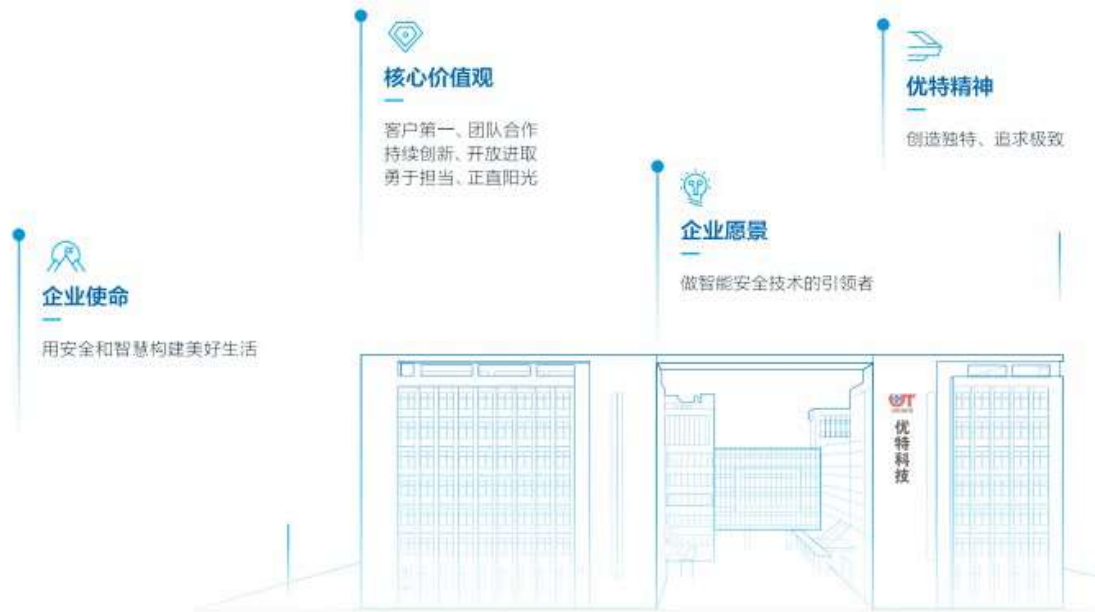 核心价值观
客户第一、团队合作
持续创新、开放进取
勇于担当、正直阳光
优特精神
创造独特、追求极致
企业愿景
做智能安全技术的引领者
企业使命
用安全和智慧构建美好生活
UT
优特科技